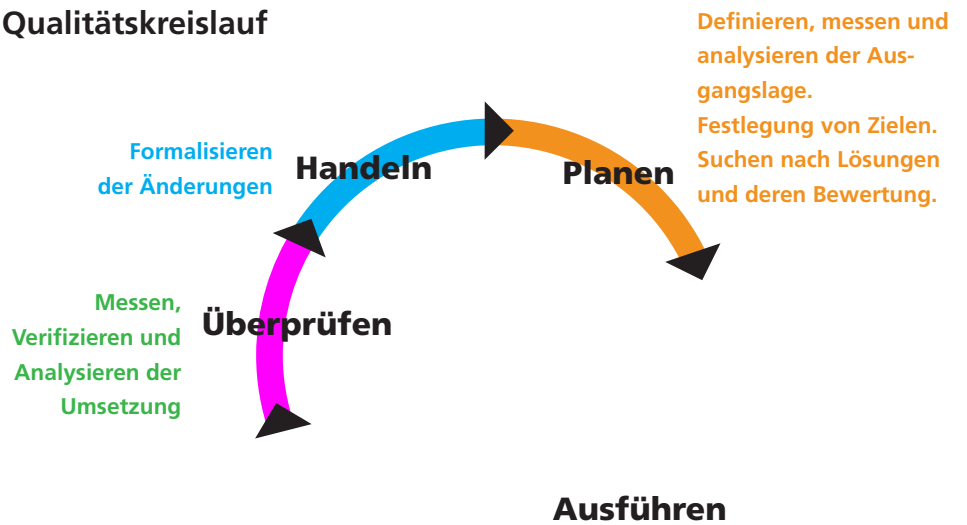 Qualitätskreislauf
Definieren, messen und
analysieren der Aus-
gangslage.
Festlegung von Zielen.
Suchen nach Lösungen
und deren Bewertung.
Formalisieren
der Änderungen
Handeln
Planen
Messen,
Verifizieren und
Analysieren der
Umsetzung
Überprüfen
Ausführen